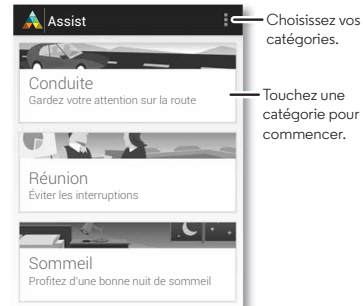 Assist
Choisissez vos
catégories.
Conduite
Gardez votre attention sur la route
Touchez une
catégorie pour
commencer.
Réunion
Éviter les interruptions
Sommeil
Profitez d'une bonne nuit de sommeil